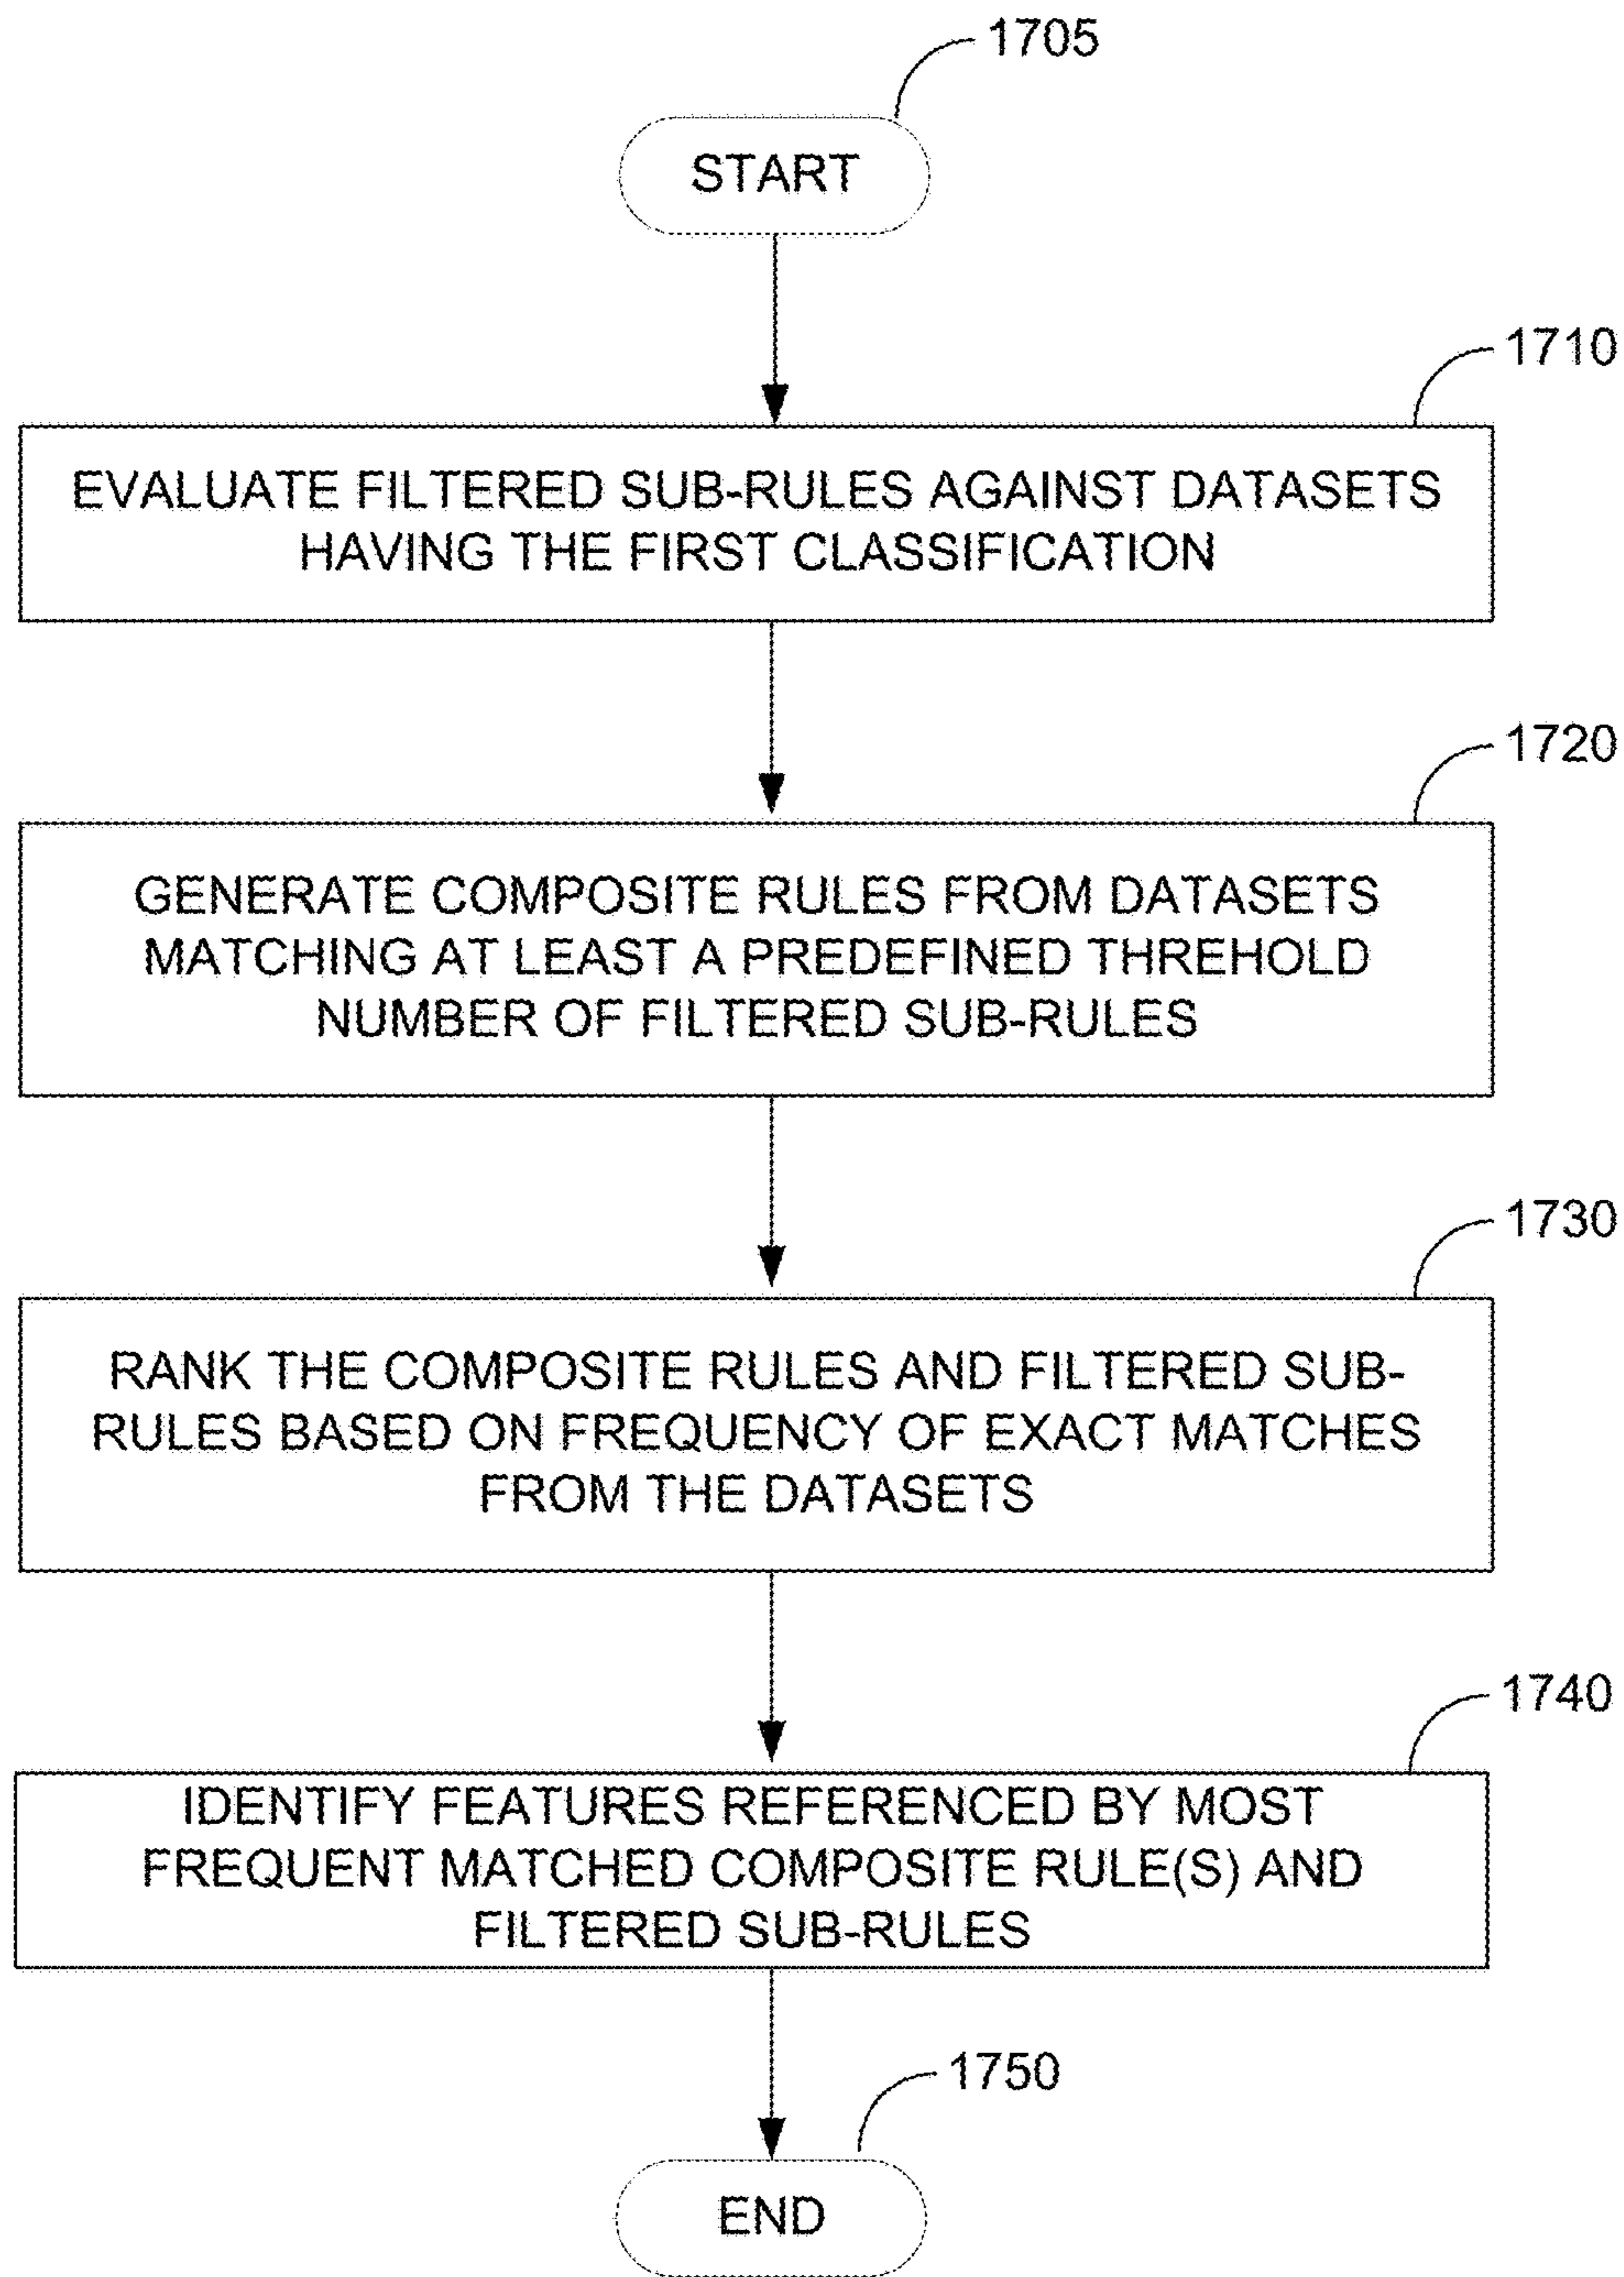 1705
START
1710
EVALUATE FILTERED SUB-RULES AGAINST DATASETS
HAVING THE FIRST CLASSIFICATION
1720
GENERATE COMPOSITE RULES FROM DATASETS
MATCHING AT LEAST A PREDEFINED THREHOLD
NUMBER OF FILTERED SUB-RULES
1730
RANK THE COMPOSITE RULES AND FILTERED SUB-
RULES BASED ON FREQUENCY OF EXACT MATCHES
FROM THE DATASETS
1740
IDENTIFY FEATURES REFERENCED BY MOST
FREQUENT MATCHED COMPOSITE RULE(S) AND
FILTERED SUB-RULES
1750
END